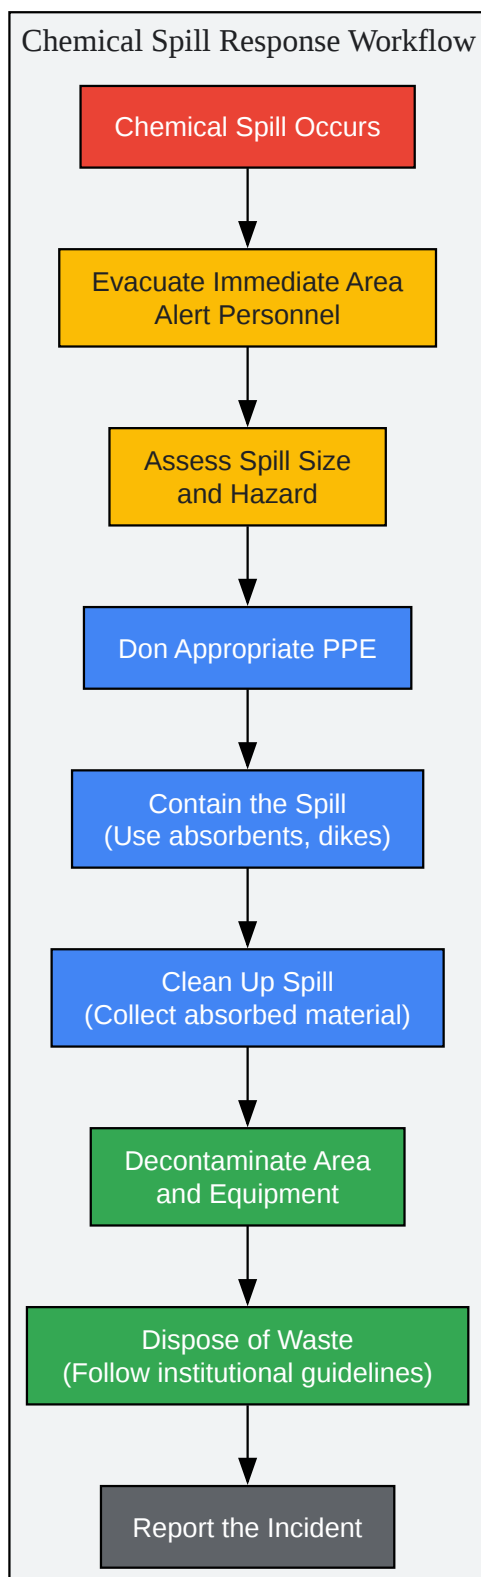 Chemical Spill Response Workflow
Chemical Spill Occurs
Evacuate Immediate Area
Alert Personnel
Assess Spill Size
and Hazard
Don Appropriate PPE
Contain the Spill
(Use absorbents, dikes)
Clean Up Spill
(Collect absorbed material)
Decontaminate Area
and Equipment
Dispose of Waste
(Follow institutional guidelines)
Report the Incident